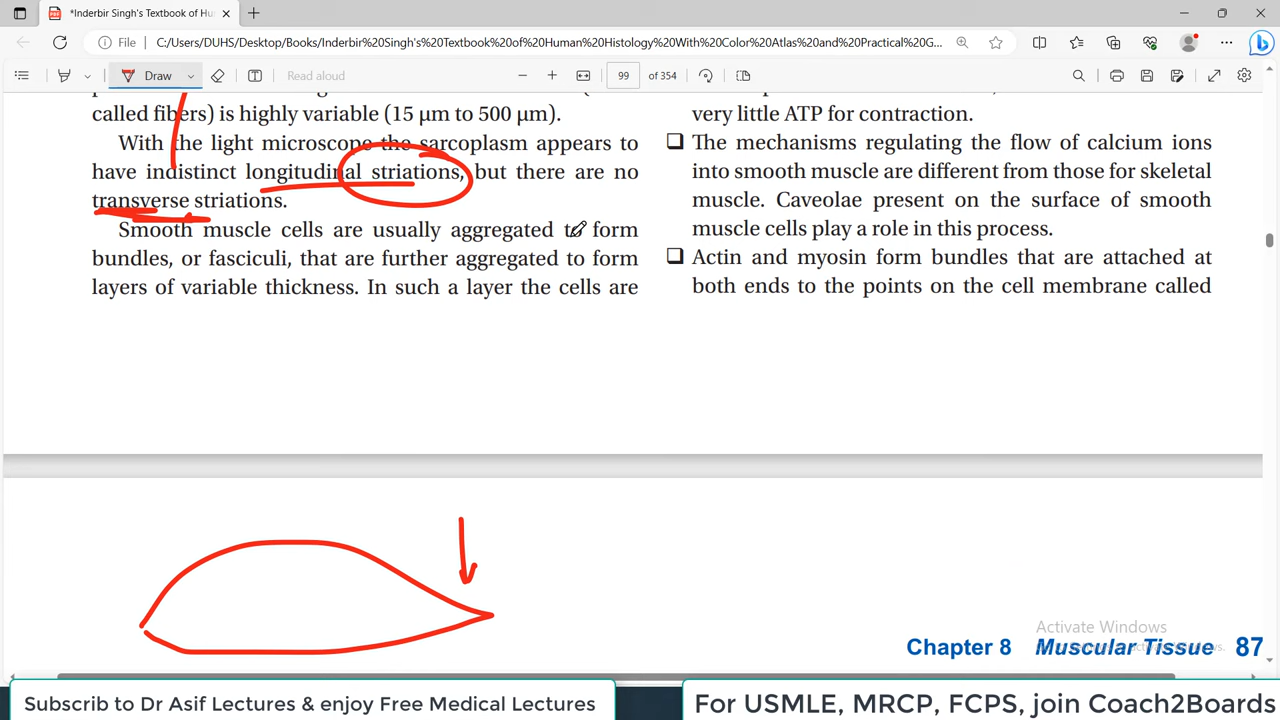 *Inderbir Singh's Textbook of Hu
File
C:/Users/DUHS/Desktop/Books/Inderbir%20Singh's%20Textbook%20of%20Human%20Histology%20With%20Color%20Atlas%20and%20Practical%20G...
Draw
Read aloud
99 of 354
called fibers) is highly variable (15 µm to 500 µm).
With the light microscope the sarcoplasm appears to
have indistinct longitudinal striations, but there are no
transverse striations.
Smooth muscle cells are usually aggregated to form
bundles, or fasciculi, that are further aggregated to form
layers of variable thickness. In such a layer the cells are
very little ATP for contraction.
❑ The mechanisms regulating the flow of calcium ions
into smooth muscle are different from those for skeletal
muscle. Caveolae present on the surface of smooth
muscle cells play a role in this process.
❑ Actin and myosin form bundles that are attached at
both ends to the points on the cell membrane called
Activate Windows
Chapter 8 Muscular Tissue 87
Subscrib to Dr Asif Lectures & enjoy Free Medical Lectures
For USMLE, MRCP, FCPS, join Coach2Boards